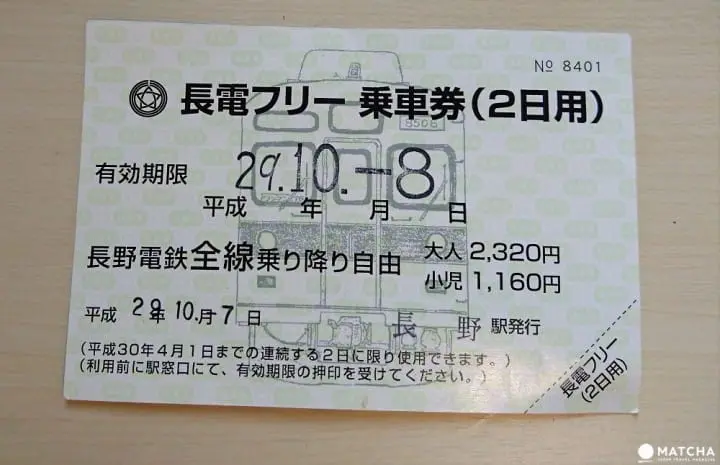 № 8401
長電フリー 乗車券(2日用)
8506
有効期限 29.10.-8
平成 年 月 日
長野電鉄全線乗り降り自由
大人 2,320円
小児 1,160円
平成 29年 10月 7日
長野 駅発行
(平成30年4月1日までの連続する2日に限り使用できます。)
(利用前に駅窓口にて、有効期限の押印を受けてください。)
長電フリー
(2日用)
MATCHA
JAPAN TRAVEL MAGAZINE